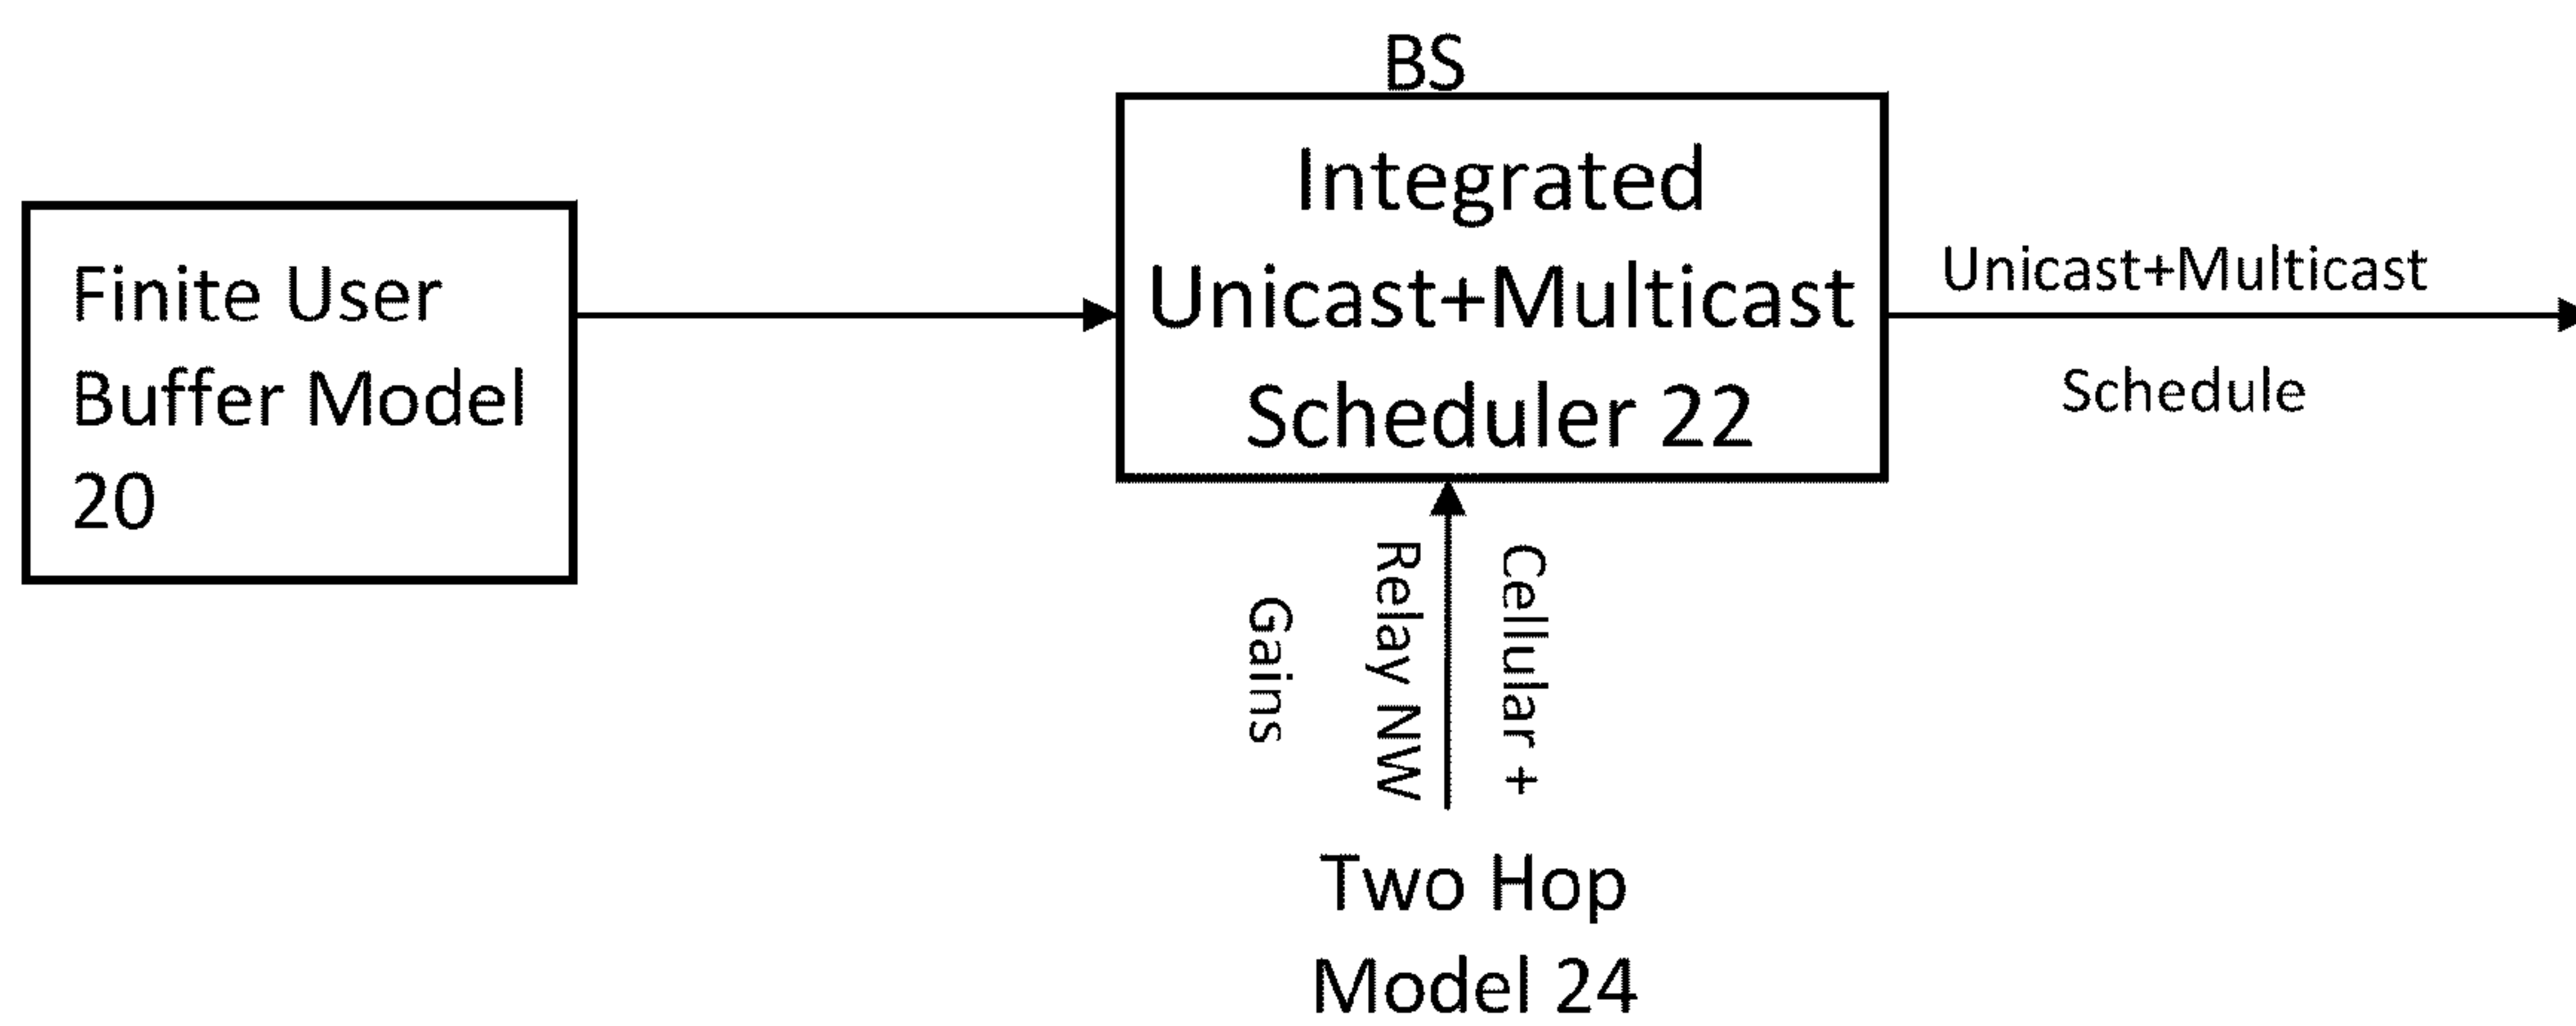 BS
Finite User
Buffer Model
20
Integrated
Unicast+Multicast
Scheduler 22
Unicast+Multicast
Schedule
Cellular +
Relay NW
Gains
Two Hop
Model 24